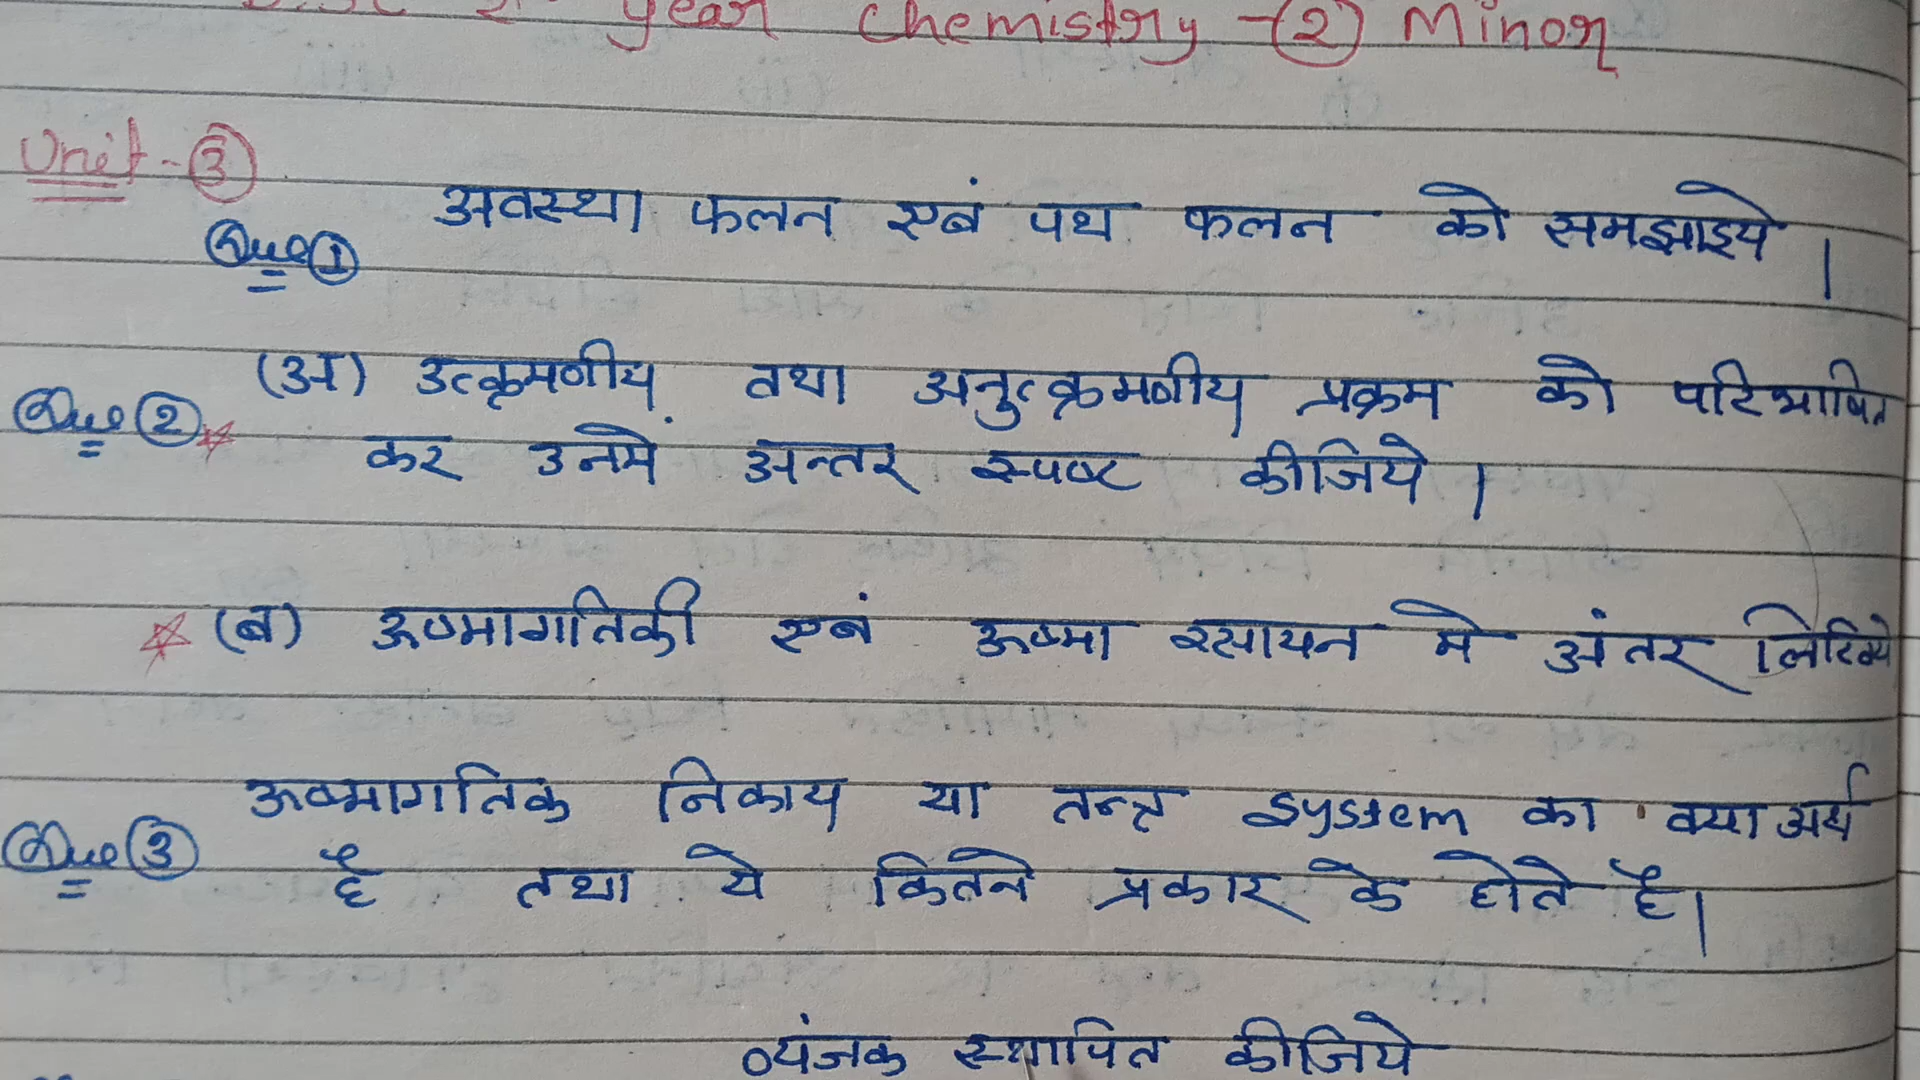 year Chemistry -(2) Minor
Unit-(3)
Que(1) अवस्था फलन एवं पथ फलन को समझाइये।
(अ) उत्क्रमणीय तथा अनुत्क्रमणीय प्रक्रम को परिभाषित
Que(2) कर उनमे अन्तर स्पष्ट कीजिये।
(ब) ऊष्मागतिकी एवं ऊष्मा रसायन मे अंतर लिखिये
ऊष्मागतिक निकाय या तन्त्र system का क्या अर्थ
Que(3) है तथा ये कितने प्रकार के होते है।
व्यंजक स्थापित कीजिये